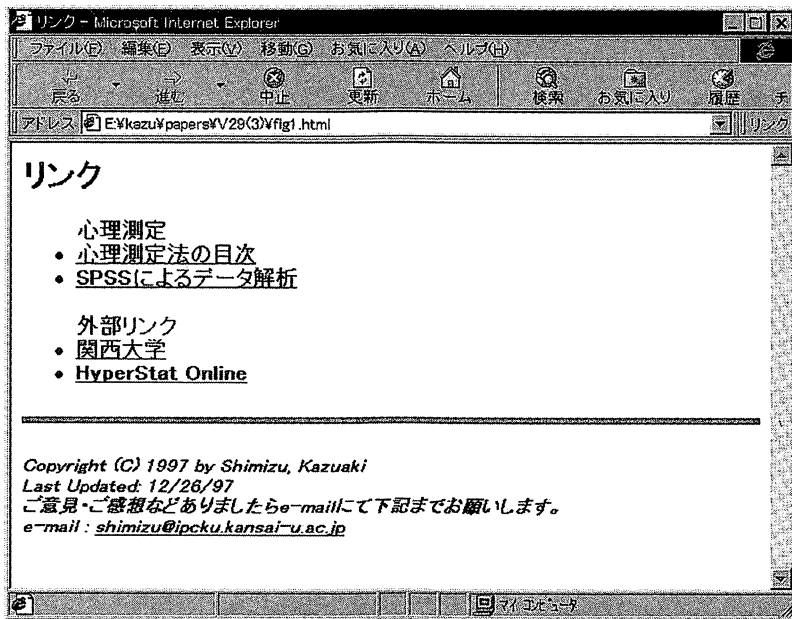 リンク - Microsoft Internet Explorer
ファイル(F) 編集(E) 表示(V) 移動(G) お気に入り(A) ヘルプ(H)
戻る 進む 中止 更新 ホーム 検索 お気に入り 履歴 チ
アドレス E:¥kazu¥papers¥V29(3)¥fig1.html リンク
リンク
心理測定
• 心理測定法の目次
• SPSSによるデータ解析
外部リンク
• 関西大学
• HyperStat Online
Copyright (C) 1997 by Shimizu, Kazuaki
Last Updated: 12/26/97
ご意見・ご感想などありましたらe-mailにて下記までお願いします。
e-mail : shimizu@ipcku.kansai-u.ac.jp
マイ コンピュータ